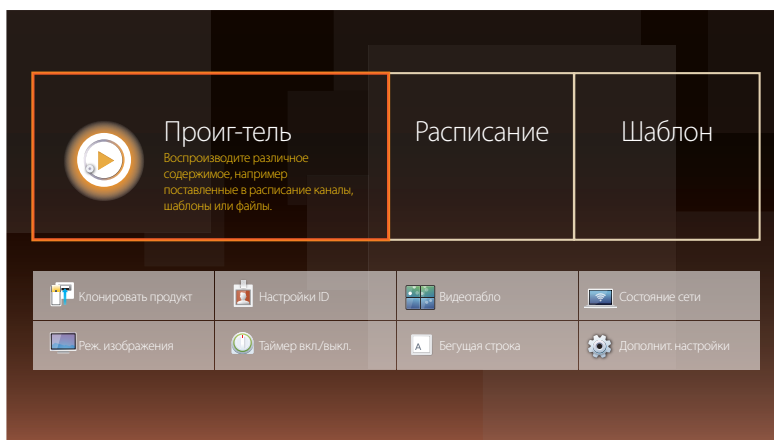 Проиг-тель
Воспроизводите различное
содержимое, например
поставленные в расписание каналы,
шаблоны или файлы.
Расписание
Шаблон
Клонировать продукт
Настройки ID
Видеотабло
Состояние сети
Реж. изображения
Таймер вкл./выкл.
A
Бегущая строка
Дополнит. настройки